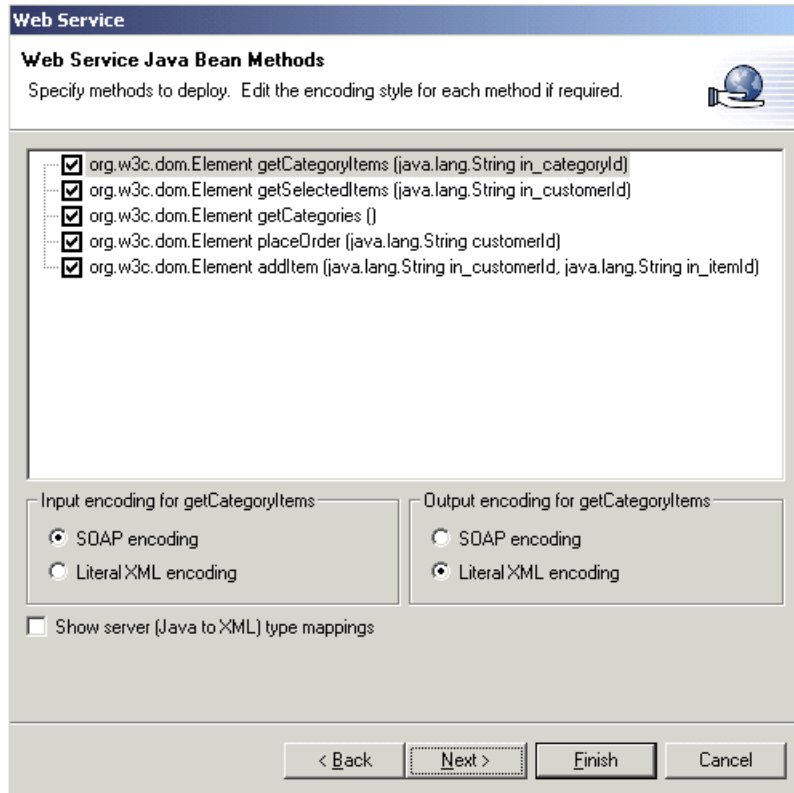 Web Service
Web Service Java Bean Methods
Specify methods to deploy. Edit the encoding style for each method if required.
org.w3c.dom.Element getCategoryItems (java.lang.String in_categoryId)
org.w3c.dom.Element getSelectedItems (java.lang.String in_customerId)
org.w3c.dom.Element getCategories ()
org.w3c.dom.Element placeOrder (java.lang.String customerId)
org.w3c.dom.Element addItem (java.lang.String in_customerId, java.lang.String in_itemId)
Input encoding for getCategoryItems
SOAP encoding
Literal XML encoding
Output encoding for getCategoryItems
SOAP encoding
Literal XML encoding
Show server (Java to XML) type mappings
< Back
Next >
Finish
Cancel